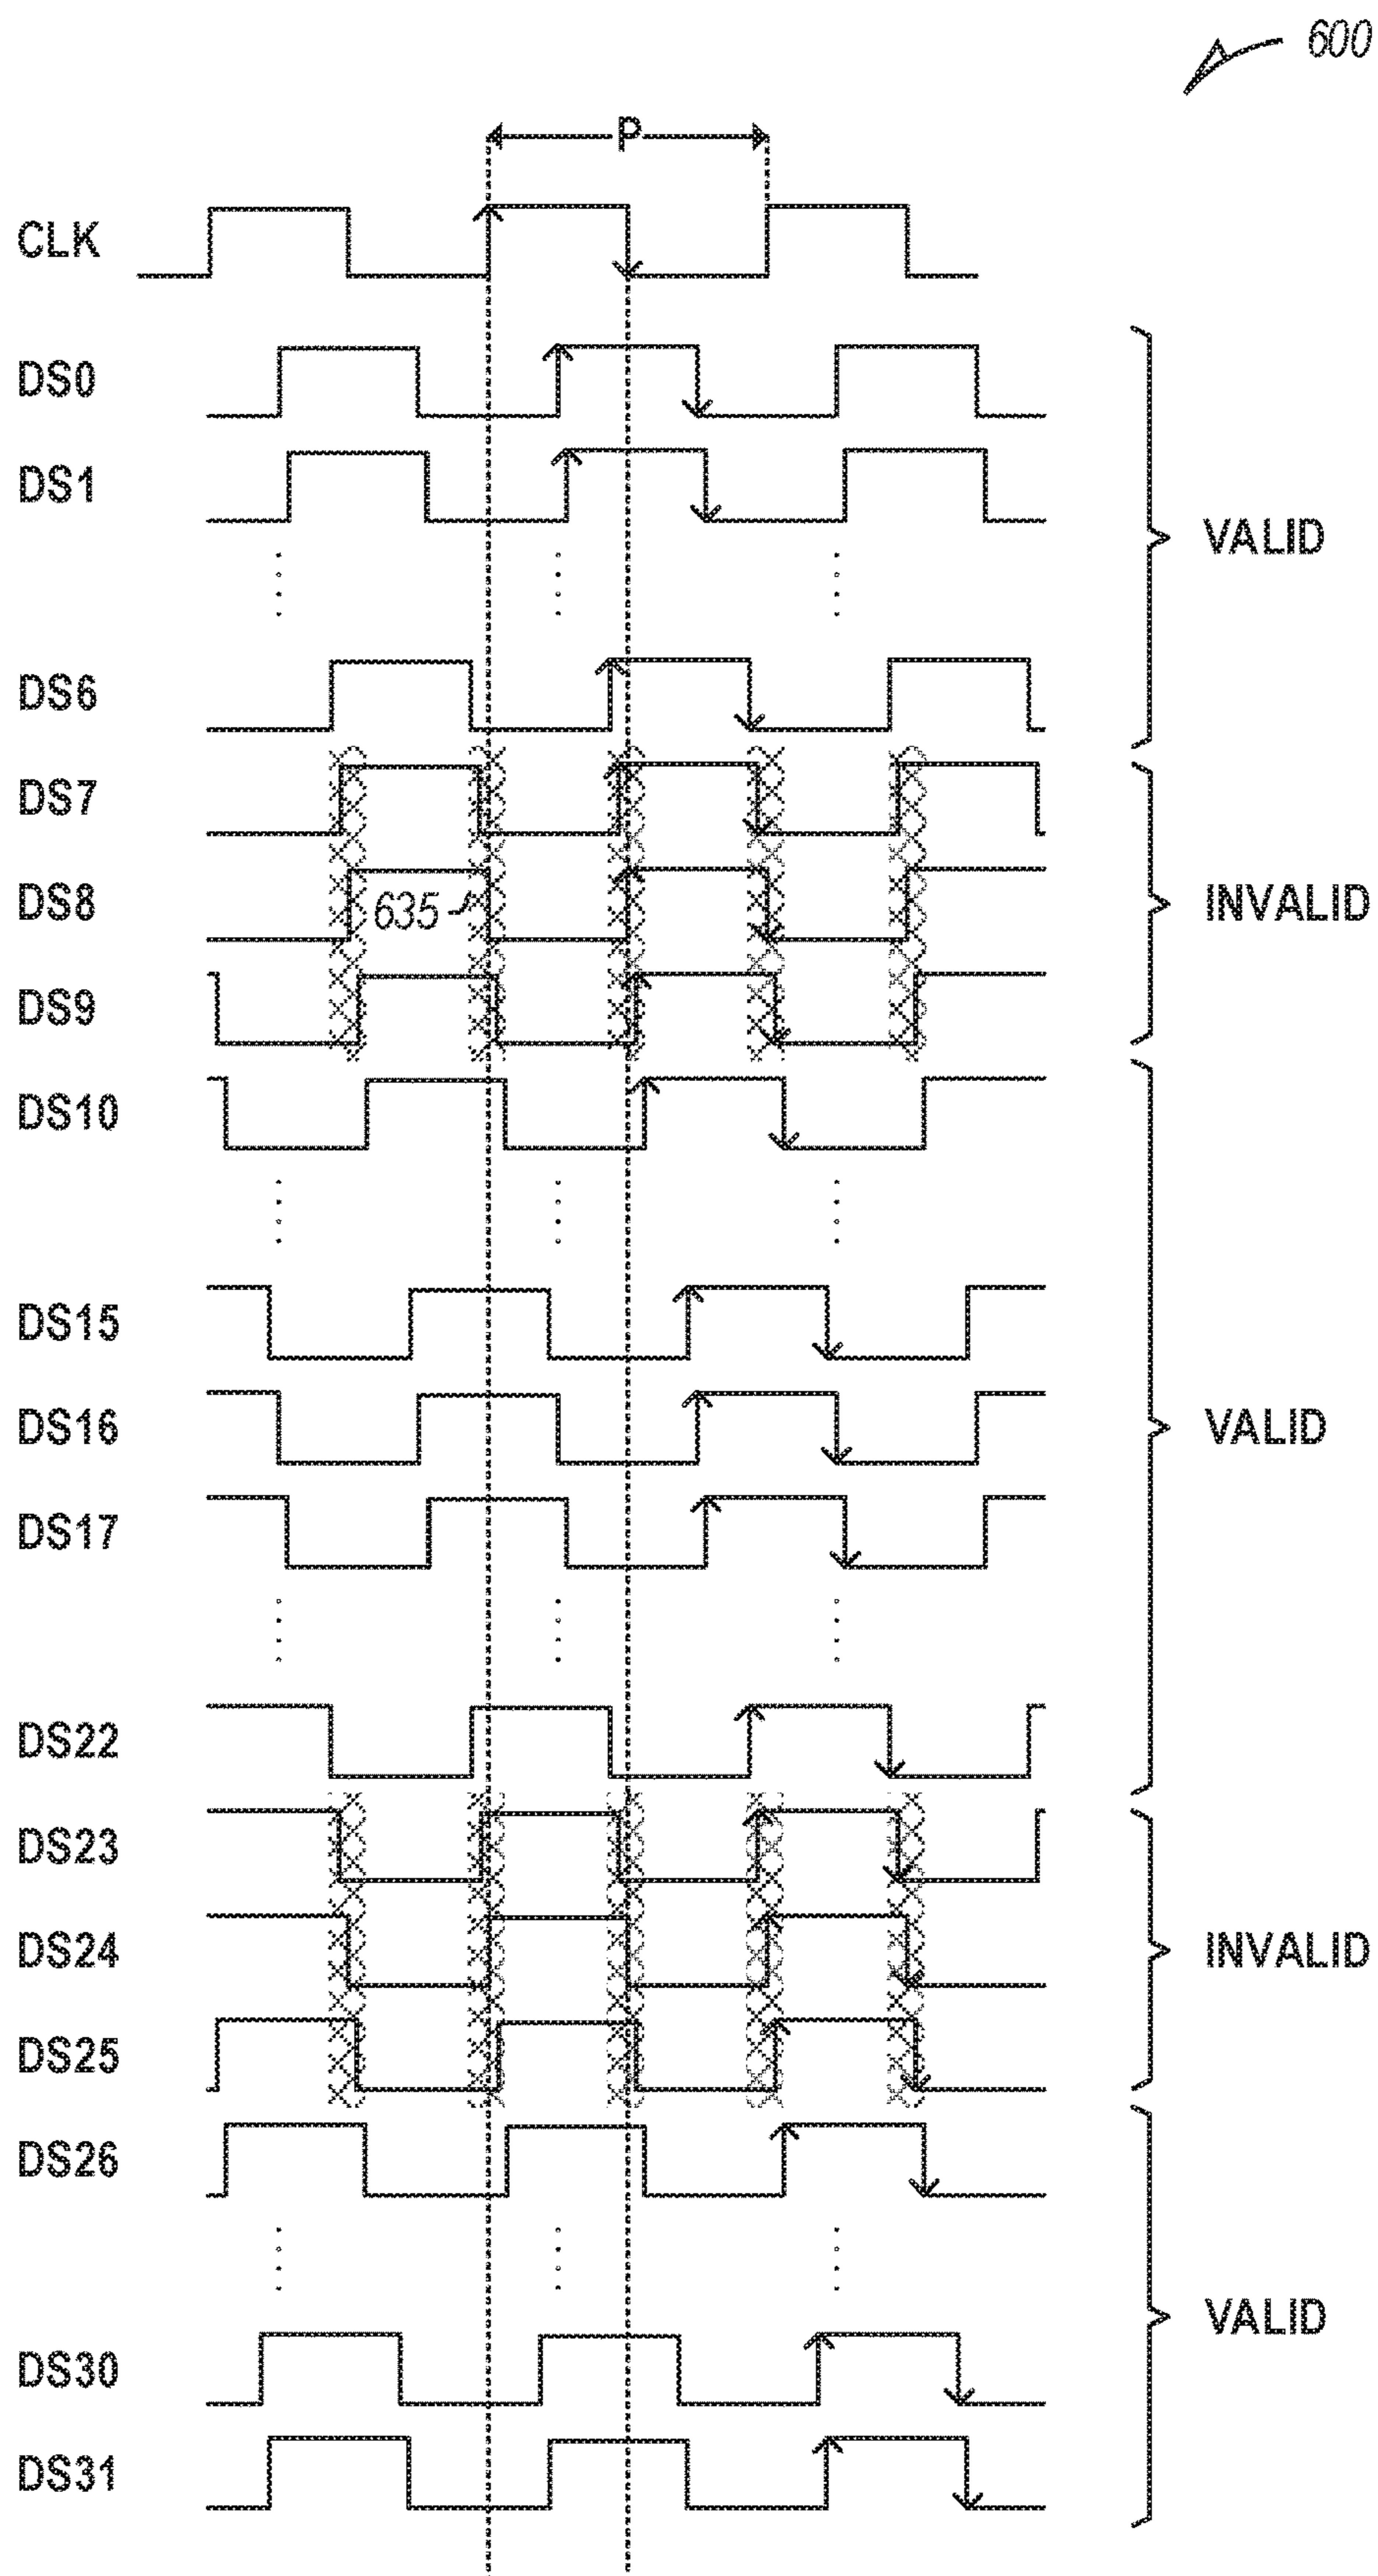 600
P
CLK
DS0
DS1
VALID
DS6
DS7
DS8
635
INVALID
DS9
DS10
DS15
DS16
VALID
DS17
DS22
DS23
DS24
INVALID
DS25
DS26
VALID
DS30
DS31